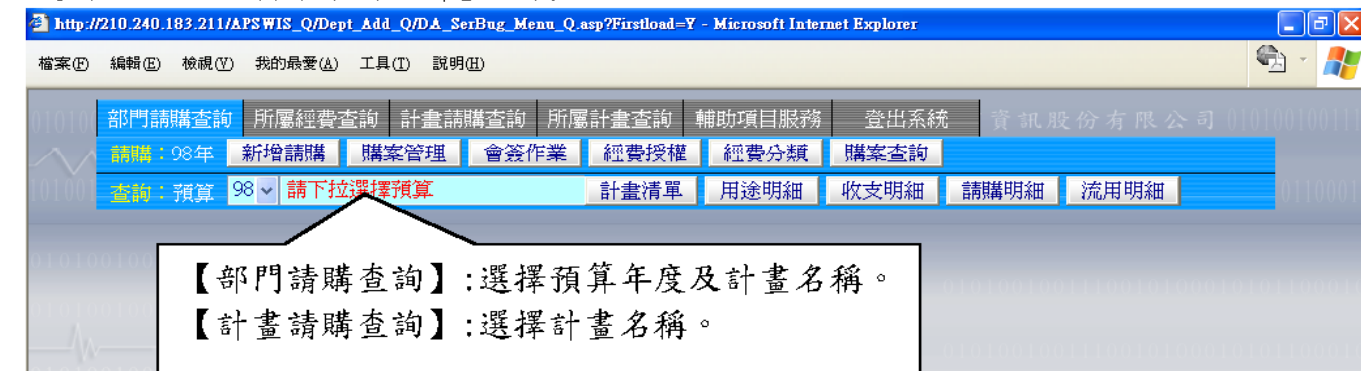 http://210.240.183.211/APSWIS_Q/Dept_Add_Q/DA_SerBug_Menu_Q.asp?Firstload=Y - Microsoft Internet Explorer
檔案(F) 編輯(E) 檢視(V) 我的最愛(A) 工具(T) 說明(H)
部門請購查詢 所屬經費查詢 計畫請購查詢 所屬計畫查詢 輔助項目服務 登出系統 資訊股份有限公司
請購：98年 新增請購 購案管理 會簽作業 經費授權 經費分類 購案查詢
查詢：預算 98 請下拉選擇預算 計畫清單 用途明細 收支明細 請購明細 流用明細
【部門請購查詢】:選擇預算年度及計畫名稱。
【計畫請購查詢】:選擇計畫名稱。